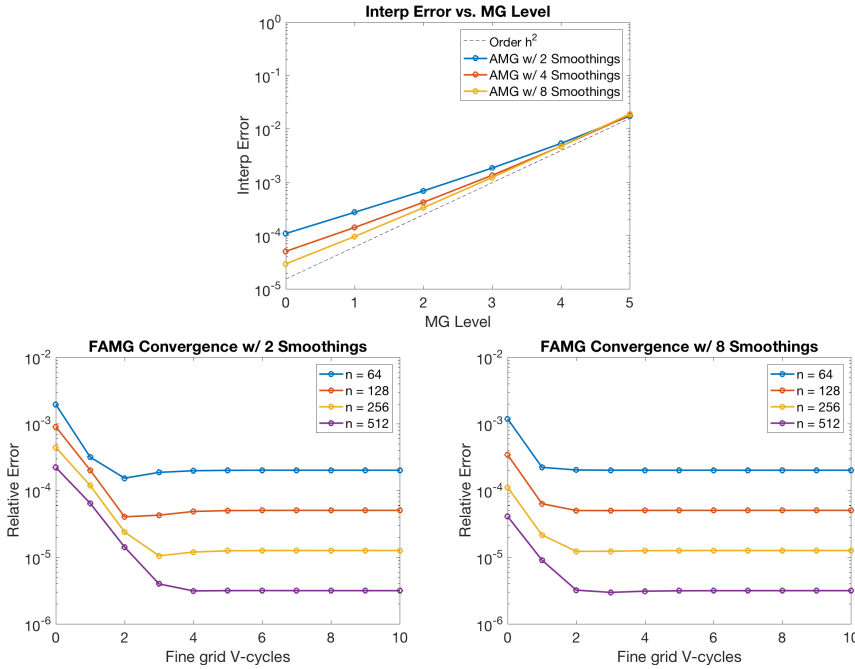 Interp Error vs. MG Level
10^0
10^-1
10^-2
10^-3
10^-4
10^-5
Interp Error
0 1 2 3 4 5
MG Level
Order h^2
AMG w/ 2 Smoothings
AMG w/ 4 Smoothings
AMG w/ 8 Smoothings
FAMG Convergence w/ 2 Smoothings
10^-2
10^-3
10^-4
10^-5
10^-6
Relative Error
0 2 4 6 8 10
Fine grid V-cycles
n = 64
n = 128
n = 256
n = 512
FAMG Convergence w/ 8 Smoothings
10^-2
10^-3
10^-4
10^-5
10^-6
Relative Error
0 2 4 6 8 10
Fine grid V-cycles
n = 64
n = 128
n = 256
n = 512